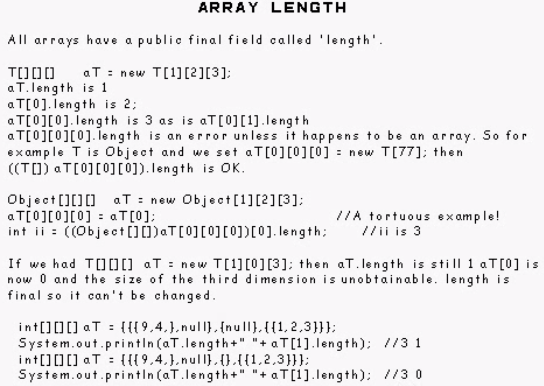 ARRAY LENGTH
All arrays have a public final field called 'length'.
T[][][] aT = new T[1][2][3];
aT.length is 1
aT[0].length is 2;
aT[0][0].length is 3 as is aT[0][1].length
aT[0][0][0].length is an error unless it happens to be an array. So for
example T is Object and we set aT[0][0][0] = new T[77]; then
((T[]) aT[0][0][0]).length is OK.
Object[][][] aT = new Object[1][2][3];
aT[0][0][0] = aT[0]; //A tortuous example!
int ii = ((Object[][])aT[0][0][0])[0].length; //ii is 3
If we had T[][][] aT = new T[1][0][3]; then aT.length is still 1 aT[0] is
now 0 and the size of the third dimension is unobtainable. length is
final so it can't be changed.
int[][][] aT = {{{9,4,},null},{null},{{1,2,3}}};
System.out.println(aT.length+" "+ aT[1].length); //3 1
int[][][] aT = {{{9,4,},null},{},{{1,2,3}}};
System.out.println(aT.length+" "+ aT[1].length); //3 0